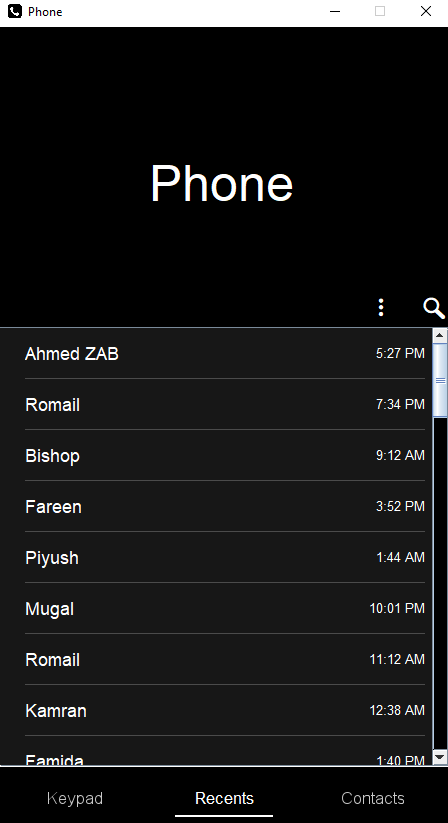 Phone
Phone
Ahmed ZAB 5:27 PM
Romail 7:34 PM
Bishop 9:12 AM
Fareen 3:52 PM
Piyush 1:44 AM
Mugal 10:01 PM
Romail 11:12 AM
Kamran 12:38 AM
Famida 1:40 PM
Keypad Recents Contacts